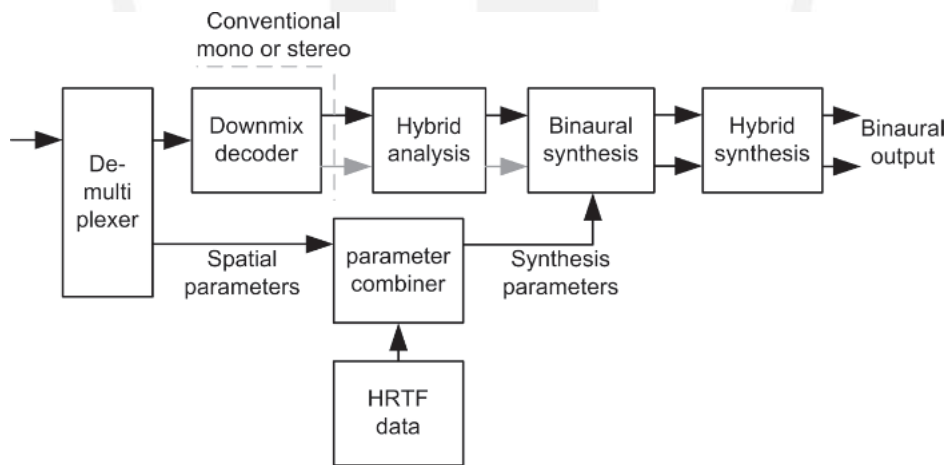 Conventional
mono or stereo
De-
multi
plexer
Downmix
decoder
Hybrid
analysis
Binaural
synthesis
Hybrid
synthesis
Binaural
output
Spatial
parameters
parameter
combiner
Synthesis
parameters
HRTF
data